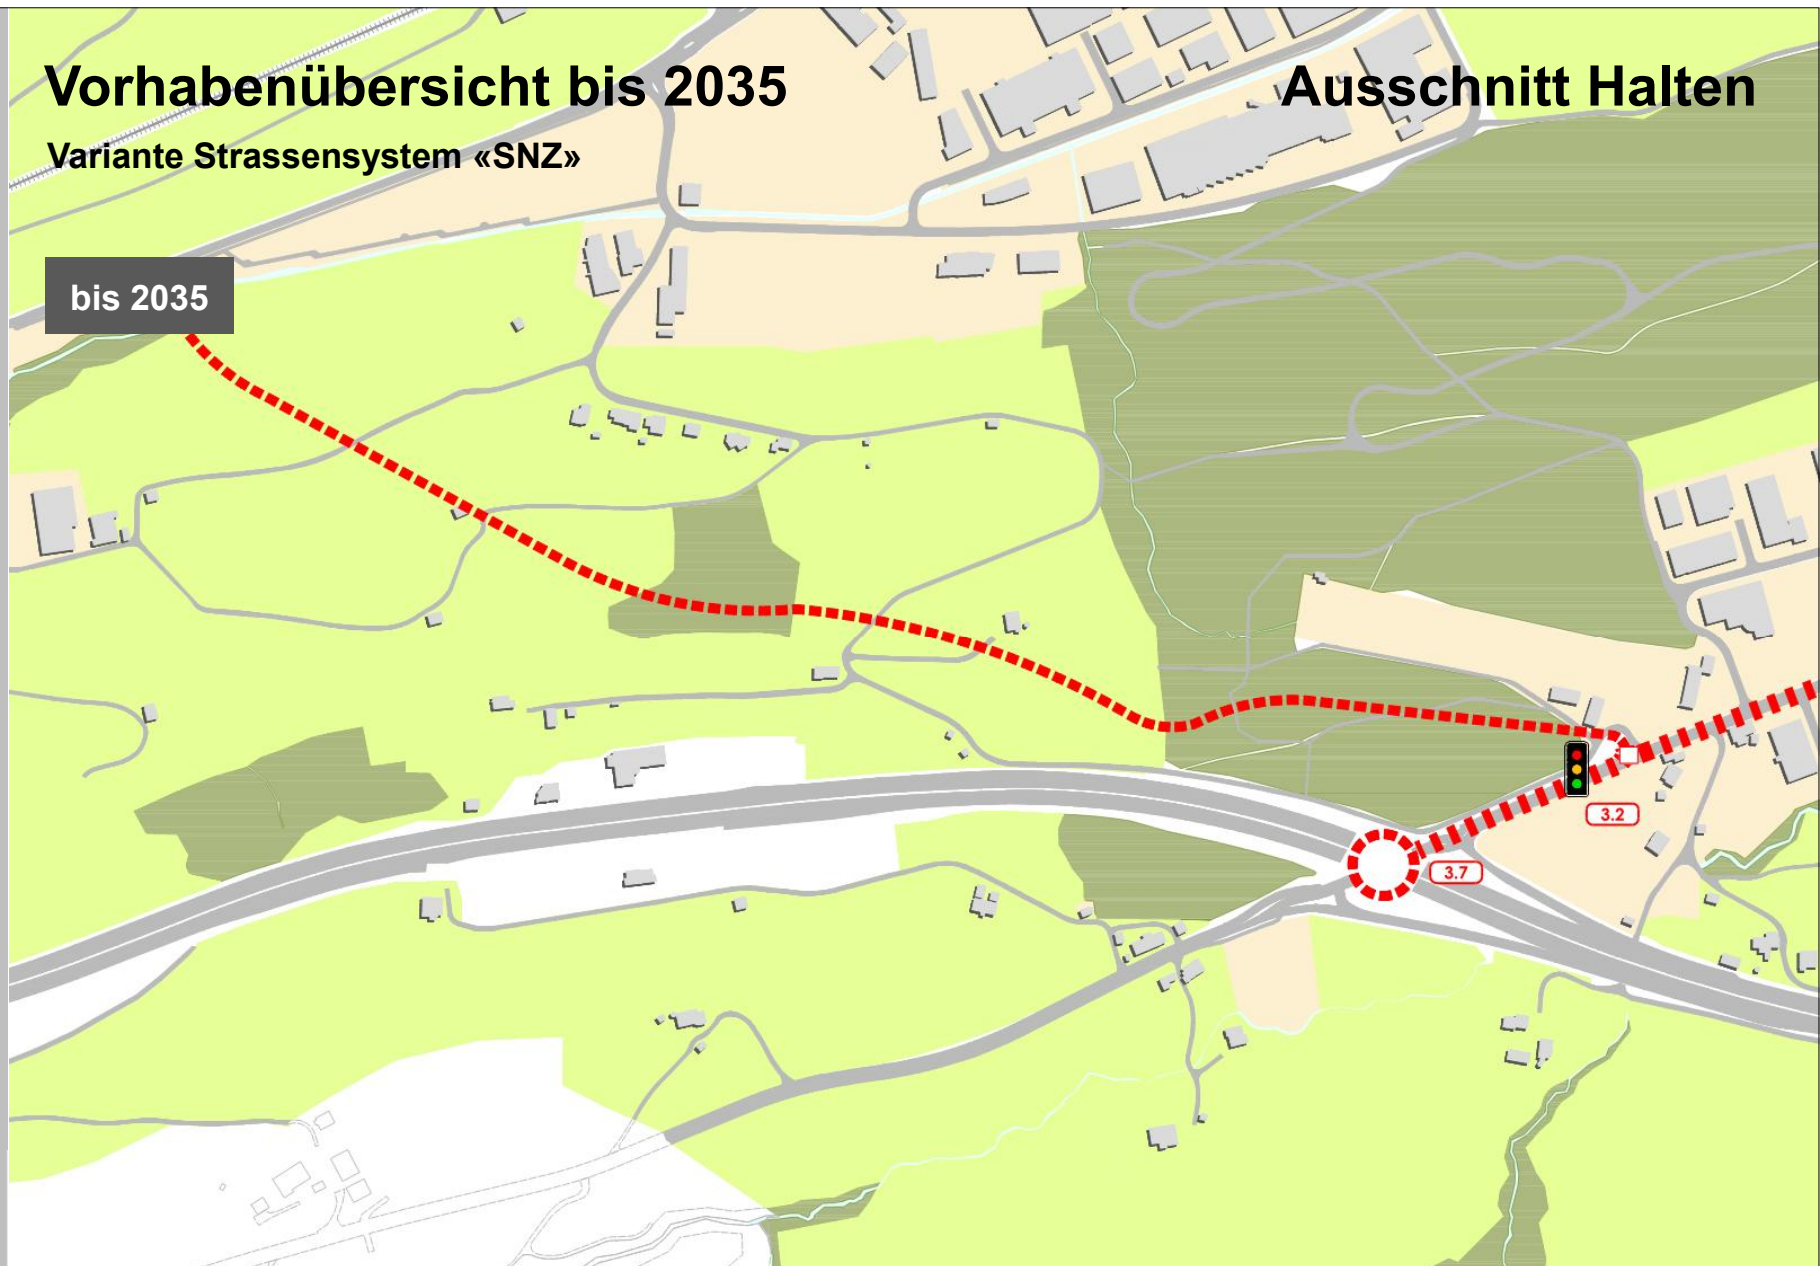 Vorhabenübersicht bis 2035
Ausschnitt Halten
Variante Strassensystem «SNZ»
bis 2035
3.2
3.7